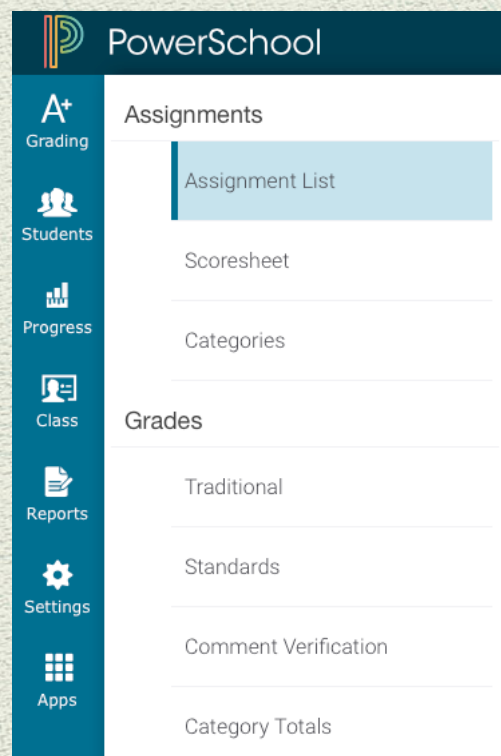 PowerSchool
A+
Grading
Students
Progress
Class
Reports
Settings
Apps
Assignments
Assignment List
Scoresheet
Categories
Grades
Traditional
Standards
Comment Verification
Category Totals